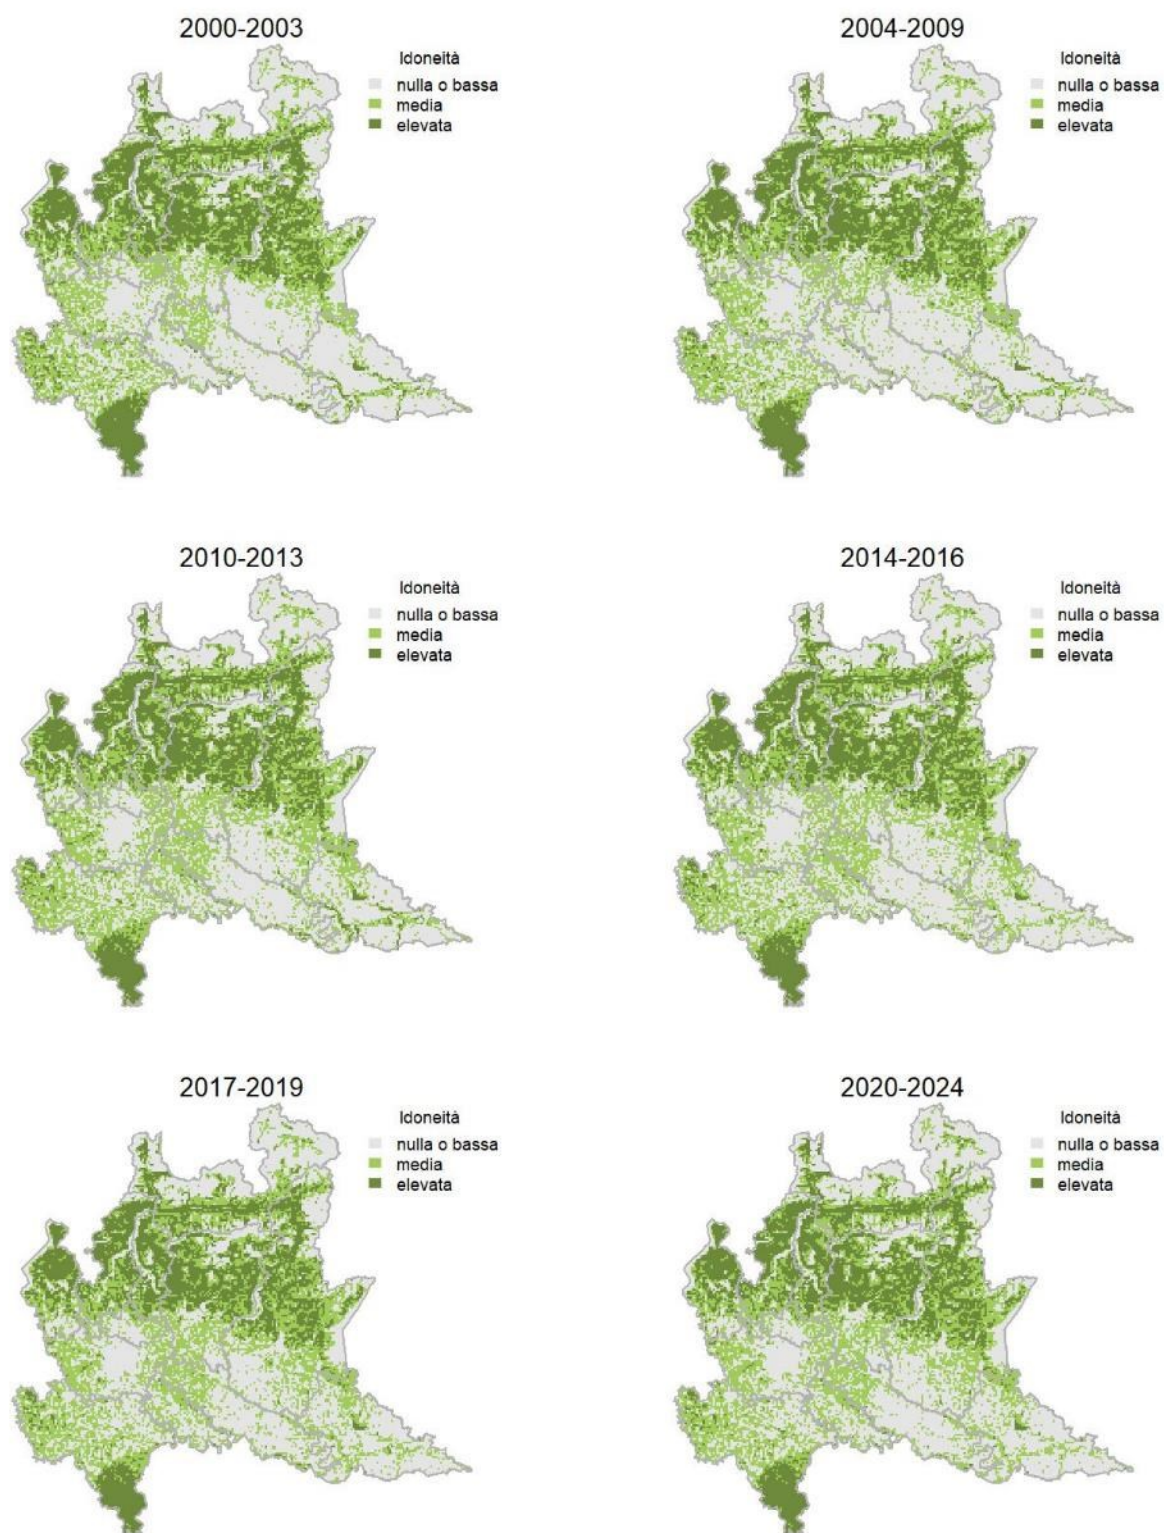 2000-2003
Idoneità
nulla o bassa
media
elevata
2004-2009
Idoneità
nulla o bassa
media
elevata
2010-2013
Idoneità
nulla o bassa
media
elevata
2014-2016
Idoneità
nulla o bassa
media
elevata
2017-2019
Idoneità
nulla o bassa
media
elevata
2020-2024
Idoneità
nulla o bassa
media
elevata